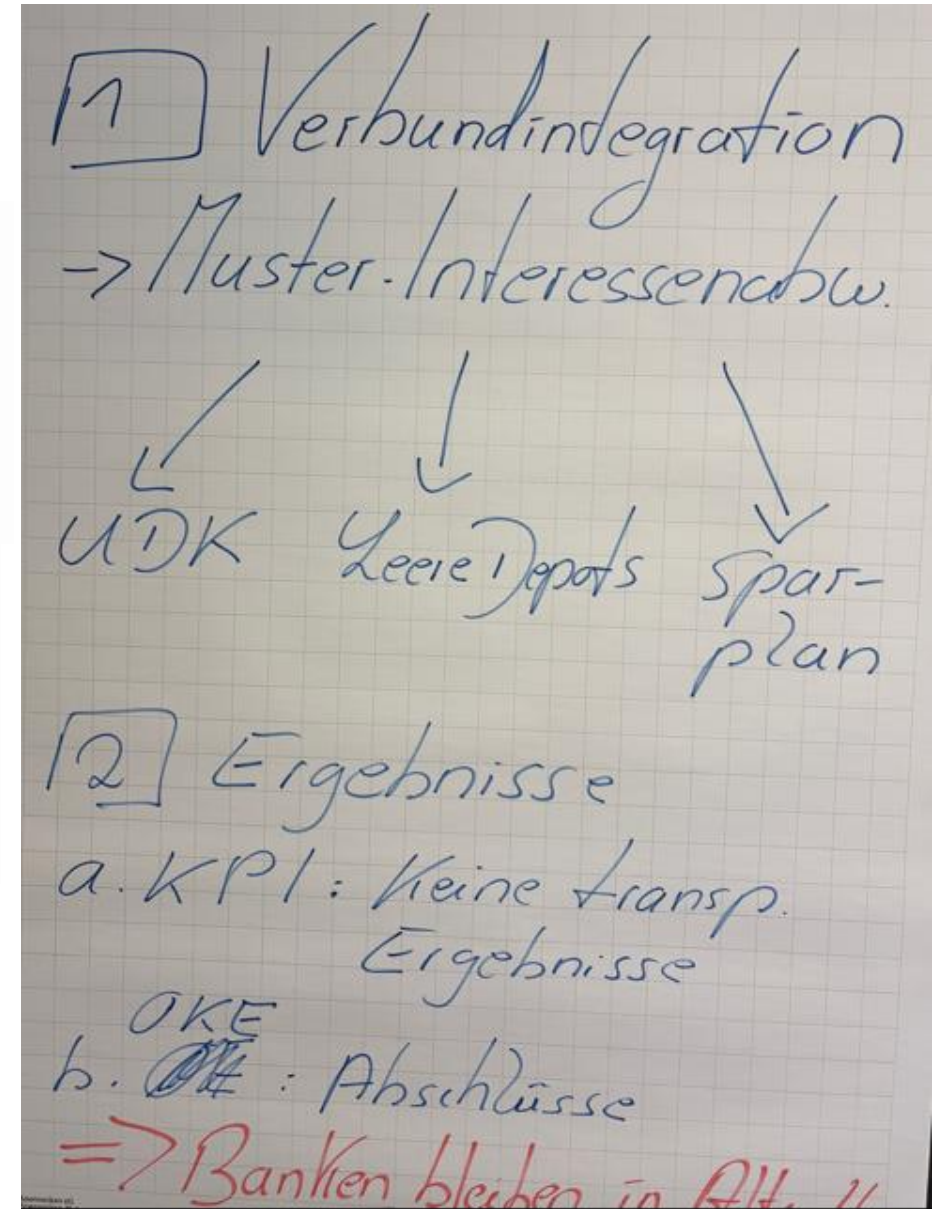 1 Verbundintegration
-> Muster-Interessenabw.
UDK Leere Depots Spar-
plan
2 Ergebnisse
a. KPI: Keine transp.
Ergebnisse
OKE
b. : Abschlüsse
=> Banken bleiben in